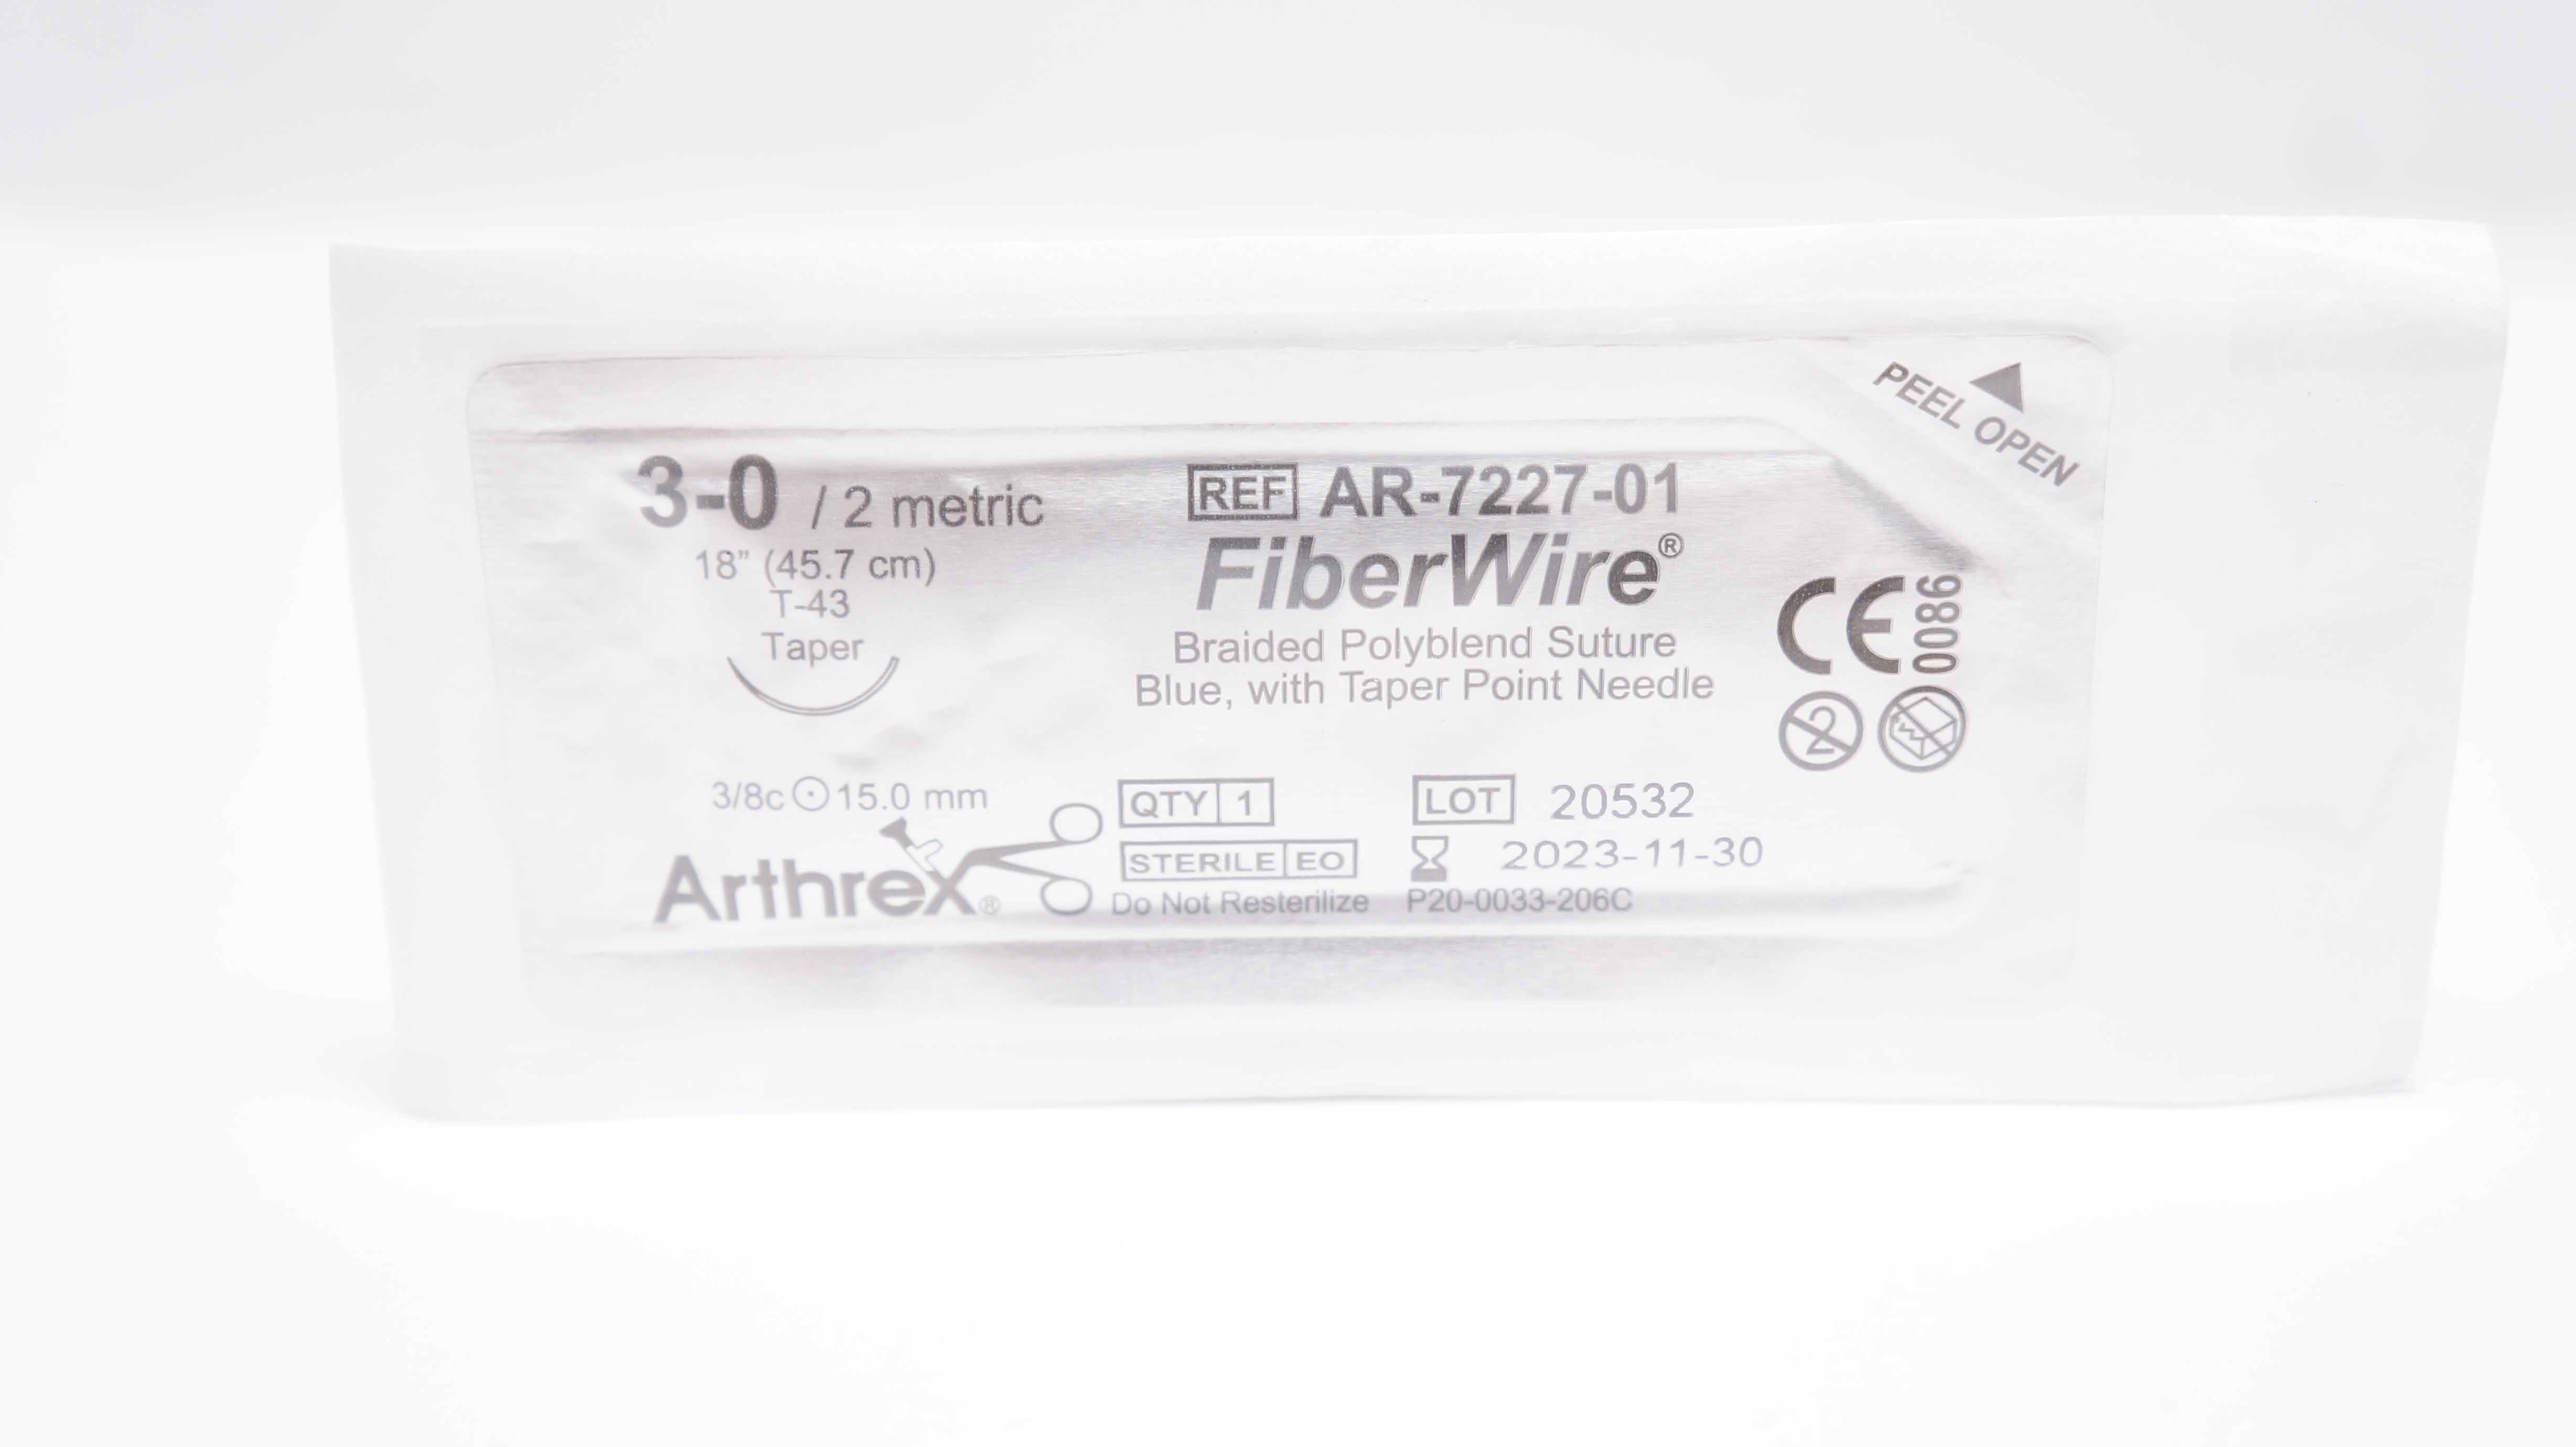 PEEL OPEN
3-0 / 2 metric
18" (45.7 cm)
T-43
Taper
3/8c 15.0 mm
Arthrex®
REF AR-7227-01
FiberWire®
Braided Polyblend Suture
Blue, with Taper Point Needle
CE 0086
2
QTY 1
STERILE EO
Do Not Resterilize
LOT 20532
2023-11-30
P20-0033-206C